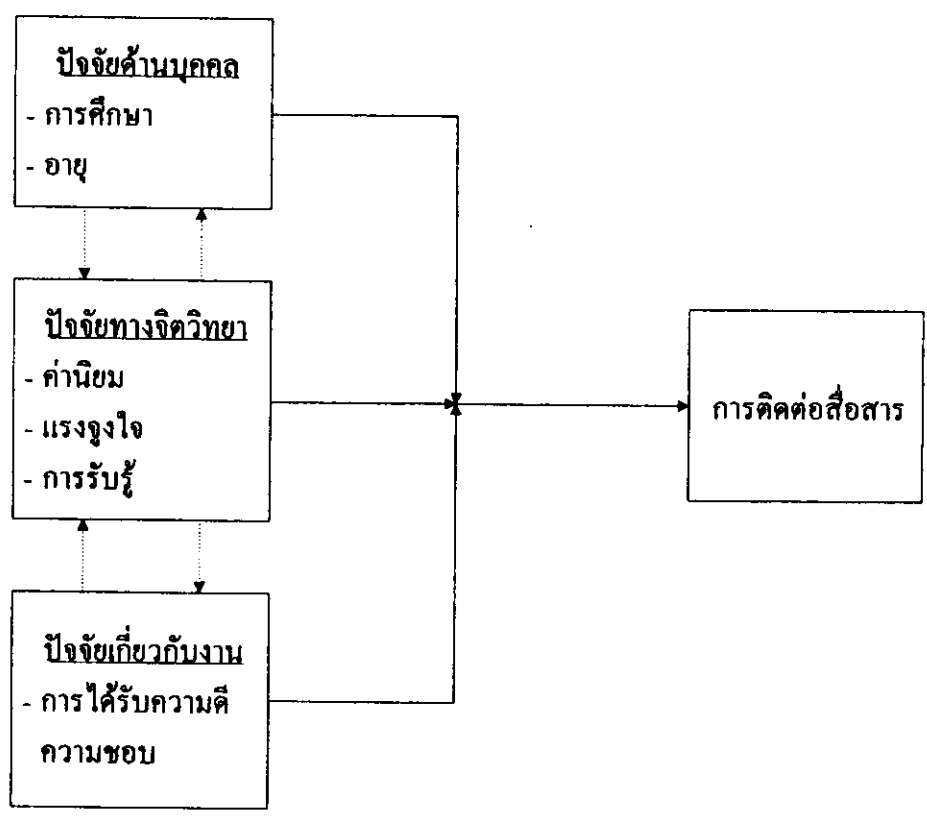 ปัจจัยด้านบุคคล
- การศึกษา
- อายุ
ปัจจัยทางจิตวิทยา
- ค่านิยม
- แรงจูงใจ
- การรับรู้
ปัจจัยเกี่ยวกับงาน
- การได้รับความดี
ความชอบ
การติดต่อสื่อสาร